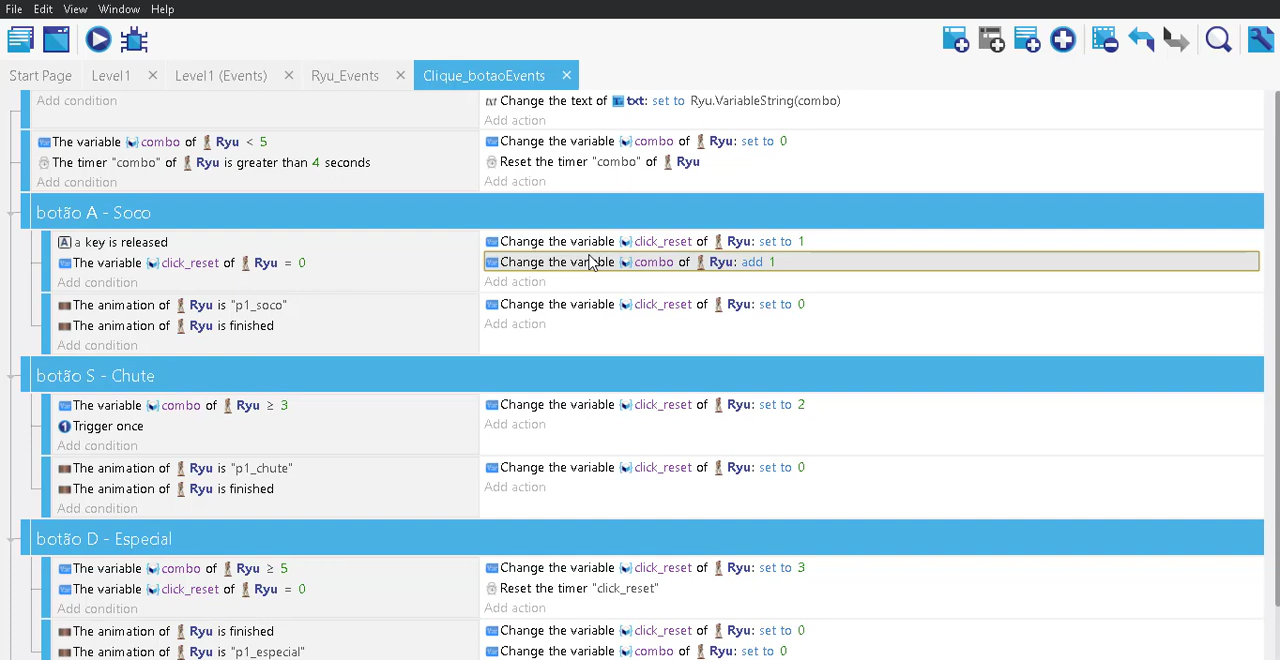 File Edit View Window Help
Start Page Level1 Level1 (Events) Ryu_Events Clique_botaoEvents
Add condition
Change the text of txt: set to Ryu.VariableString(combo)
Add action
The variable combo of Ryu < 5
The timer "combo" of Ryu is greater than 4 seconds
Add condition
Change the variable combo of Ryu: set to 0
Reset the timer "combo" of Ryu
Add action
botão A - Soco
A a key is released
The variable click_reset of Ryu = 0
Add condition
Change the variable click_reset of Ryu: set to 1
Change the variable combo of Ryu: add 1
Add action
The animation of Ryu is "p1_soco"
The animation of Ryu is finished
Add condition
Change the variable click_reset of Ryu: set to 0
Add action
botão S - Chute
The variable combo of Ryu ≥ 3
Trigger once
Add condition
Change the variable click_reset of Ryu: set to 2
Add action
The animation of Ryu is "p1_chute"
The animation of Ryu is finished
Add condition
Change the variable click_reset of Ryu: set to 0
Add action
botão D - Especial
The variable combo of Ryu ≥ 5
The variable click_reset of Ryu = 0
Add condition
Change the variable click_reset of Ryu: set to 3
Reset the timer "click_reset"
Add action
The animation of Ryu is finished
The animation of Ryu is "p1_especial"
Change the variable click_reset of Ryu: set to 0
Change the variable combo of Ryu: set to 0